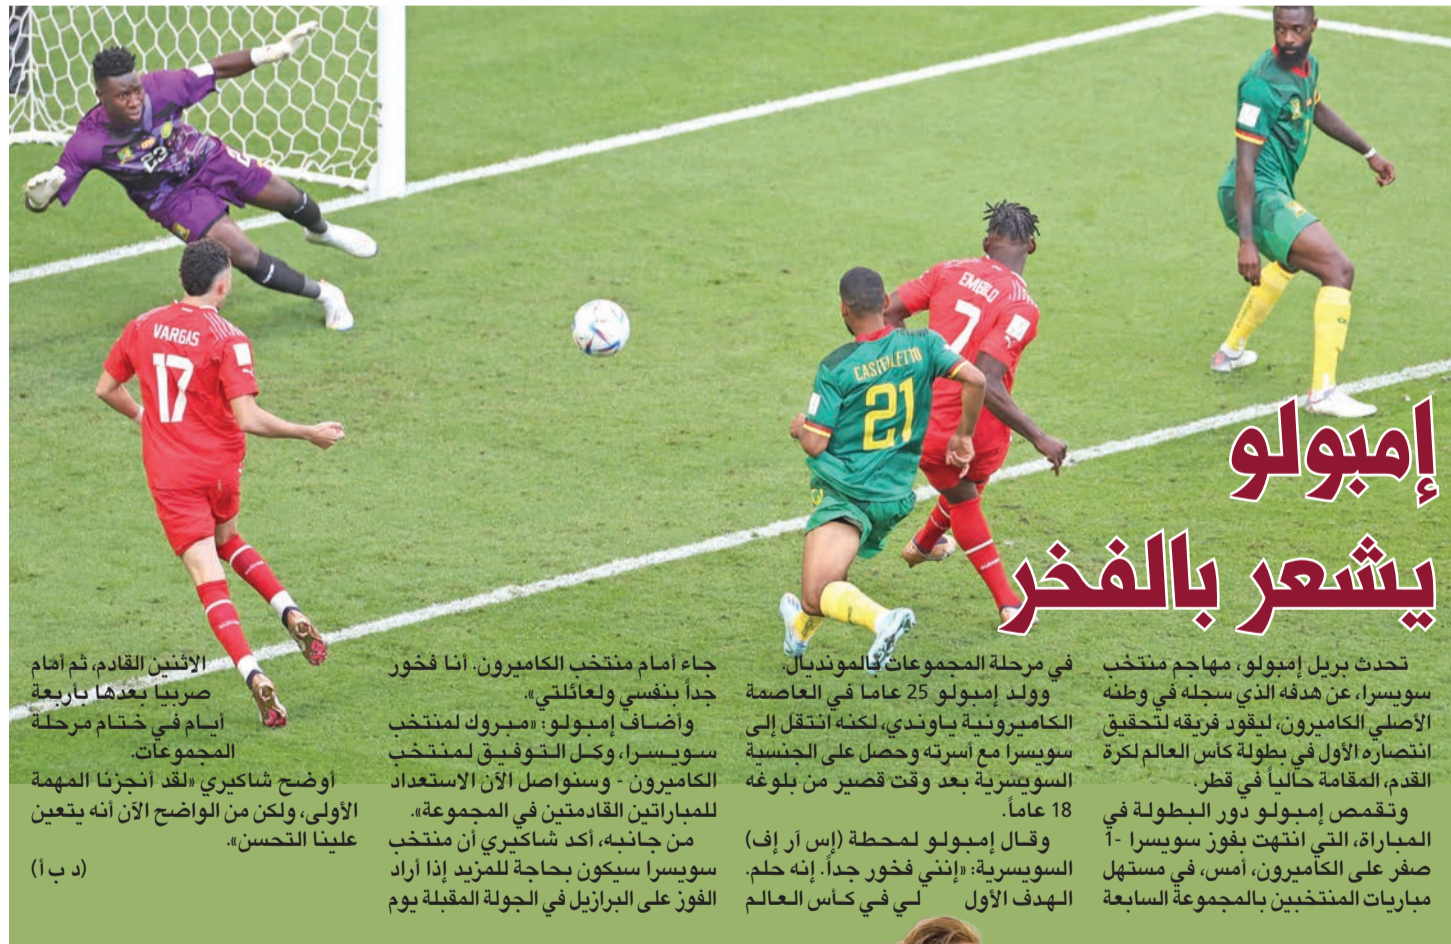 إمبولو
يشعر بالفخر
تحدث بريل إمبولو، مهاجم منتخب
سويسرا، عن هدفه الذي سجله في وطنه
الأصلي الكاميرون، ليقود فريقه لتحقيق
انتصاره الأول في بطولة كأس العالم لكرة
القدم، المقامة حالياً في قطر.
وتقمص إمبولو دور البطولة في
المباراة، التي انتهت بفوز سويسرا 1-
صفر على الكاميرون، أمس، في مستهل
مباريات المنتخبين بالمجموعة السابعة
في مرحلة المجموعات بالمونديال.
وولد إمبولو 25 عاما في العاصمة
الكاميرونية ياوندي، لكنه انتقل إلى
سويسرا مع أسرته وحصل على الجنسية
السويسرية بعد وقت قصير من بلوغه
18 عاماً.
وقال إمبولو لمحطة (إس آر إف)
السويسرية: «إنني فخور جداً. إنه حلم.
الهدف الأول لي في كأس العالم
جاء أمام منتخب الكاميرون. أنا فخور
جداً بنفسي ولعائلتي».
وأضاف إمبولو: «مبروك لمنتخب
سويسرا، وكل التوفيق لمنتخب
الكاميرون - وسنواصل الآن الاستعداد
للمباراتين القادمتين في المجموعة».
من جانبه، أكد شاكيري أن منتخب
سويسرا سيكون بحاجة للمزيد إذا أراد
الفوز على البرازيل في الجولة المقبلة يوم
الاثنين القادم، ثم أمام
صربيا بعدها بأربعة
أيام في ختام مرحلة
المجموعات.
أوضح شاكيري «لقد أنجزنا المهمة
الأولى، ولكن من الواضح الآن أنه يتعين
علينا التحسن».
(د ب أ)
23
VARGAS
17
CASTELLETTO
21
EMBOLO
7